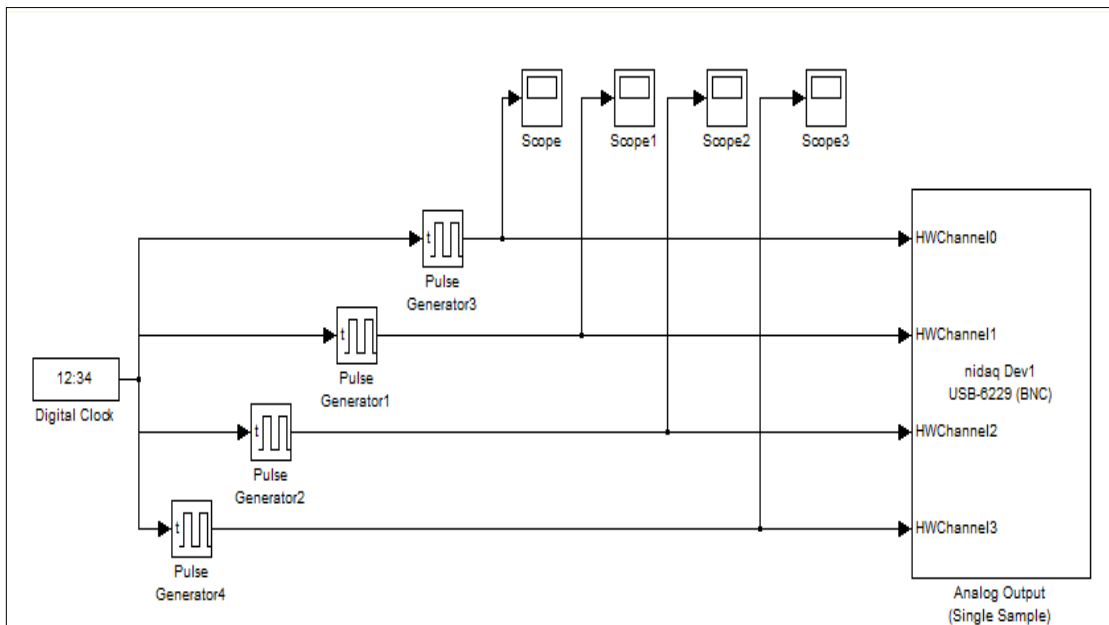 Scope
Scope1
Scope2
Scope3
t
HWChannel0
Pulse
Generator3
t
HWChannel1
Pulse
Generator1
nidaq Dev1
USB-6229 (BNC)
12:34
Digital Clock
t
HWChannel2
Pulse
Generator2
t
HWChannel3
Pulse
Generator4
Analog Output
(Single Sample)